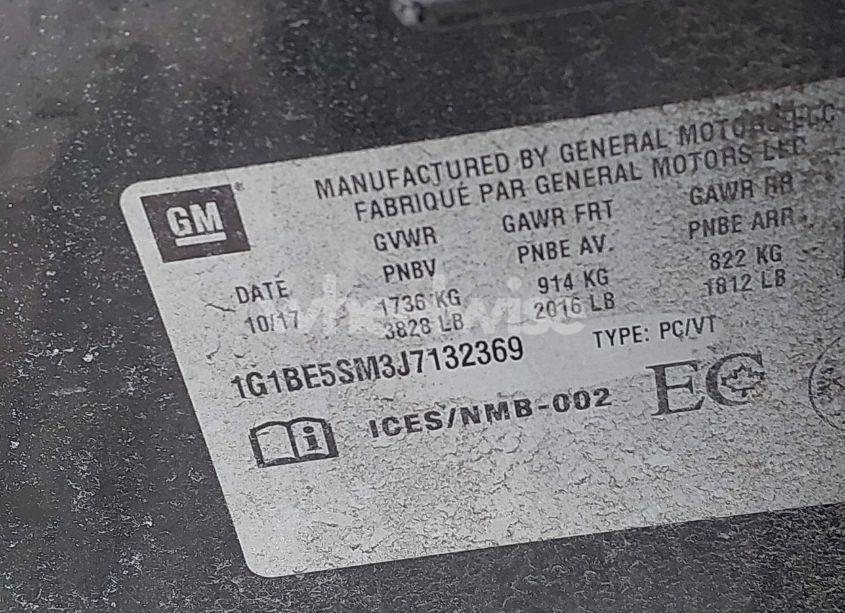 MANUFACTURED BY GENERAL MOTORS LLC
FABRIQUÉ PAR GENERAL MOTORS LLC
GM®
GVWR GAWR FRT GAWR RR
DATE PNBV PNBE AV. PNBE ARR
10/17 1736 KG 914 KG 822 KG
3828 LB 2016 LB 1812 LB
wheelwise
1G1BE5SM3J7132369 TYPE: PC/VT
i ICES/NMB-002 EC